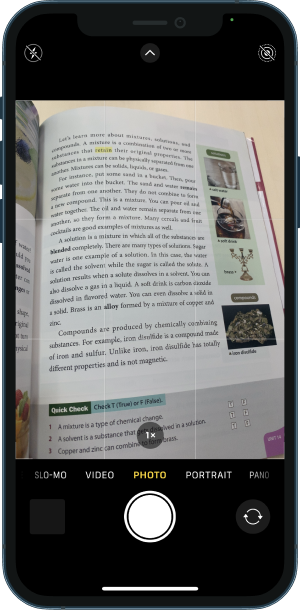 Let's learn more about mixtures, solutions, and
compounds. A mixture is a combination of two or more
substances that retain their original properties. The
substances in a mixture can be physically separated from one
another. Mixtures can be solids, liquids, or gases.
For instance, put some sand in a bucket. Then, pour
some water into the bucket. The sand and water remain
separate from one another. They do not combine to form
a new compound. This is a mixture. You can pour oil and
water together. The oil and water remain separate from one
another, so they form a mixture. Many cereals and fruit
cocktails are good examples of mixtures as well.
A solution is a mixture in which all of the substances are
blended completely. There are many types of solutions. Sugar
water is one example of a solution. In this case, the water
is called the solvent while the sugar is called the solute. A
solution results when a solute dissolves in a solvent. You can
also dissolve a gas in a liquid. A soft drink is carbon dioxide
dissolved in flavored water. You can even dissolve a solid in
a solid. Brass is an alloy formed by a mixture of copper and
zinc.
Compounds are produced by chemically combining
substances. For example, iron disulfide is a compound made
of iron and sulfur. Unlike iron, iron disulfide has totally
different properties and is not magnetic.
A soft drink
brass
compounds
A iron disulfide
Quick Check Check T (True) or F (False).
1 A mixture is a type of chemical change.
2 A solvent is a substance that dissolved in a solution.
3 Copper and zinc can combine to form brass.
1x
SLO-MO VIDEO PHOTO PORTRAIT PANO